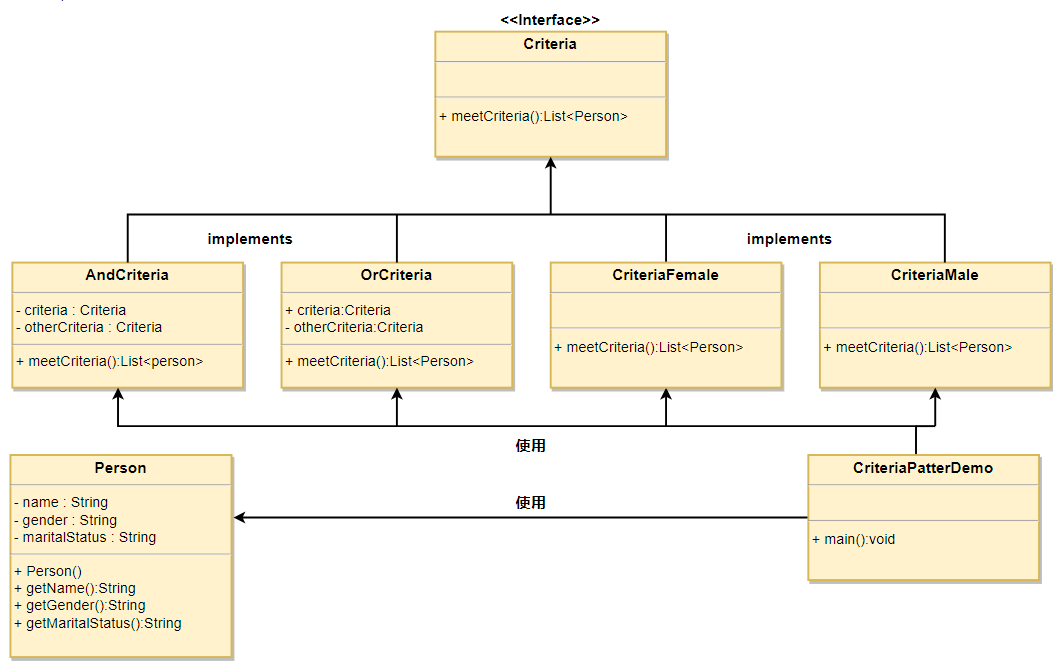 <<Interface>>
Criteria
+ meetCriteria():List<Person>
implements
implements
AndCriteria
- criteria : Criteria
- otherCriteria : Criteria
+ meetCriteria():List<person>
OrCriteria
+ criteria:Criteria
- otherCriteria:Criteria
+ meetCriteria():List<Person>
CriteriaFemale
+ meetCriteria():List<Person>
CriteriaMale
+ meetCriteria():List<Person>
使用
Person
- name : String
- gender : String
- maritalStatus : String
+ Person()
+ getName():String
+ getGender():String
+ getMaritalStatus():String
使用
CriteriaPatterDemo
+ main():void